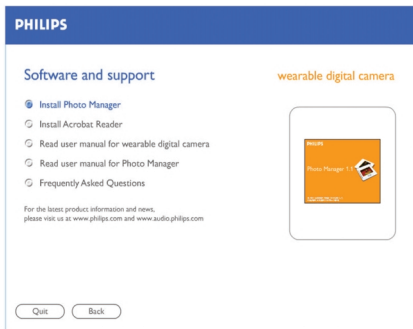 PHILIPS
Software and support
wearable digital camera
Install Photo Manager
Install Acrobat Reader
Read user manual for wearable digital camera
Read user manual for Photo Manager
Frequently Asked Questions
For the latest product information and news,
please visit us at www.philips.com and www.audio.philips.com
PHILIPS
Photo Manager 1.1
Quit
Back